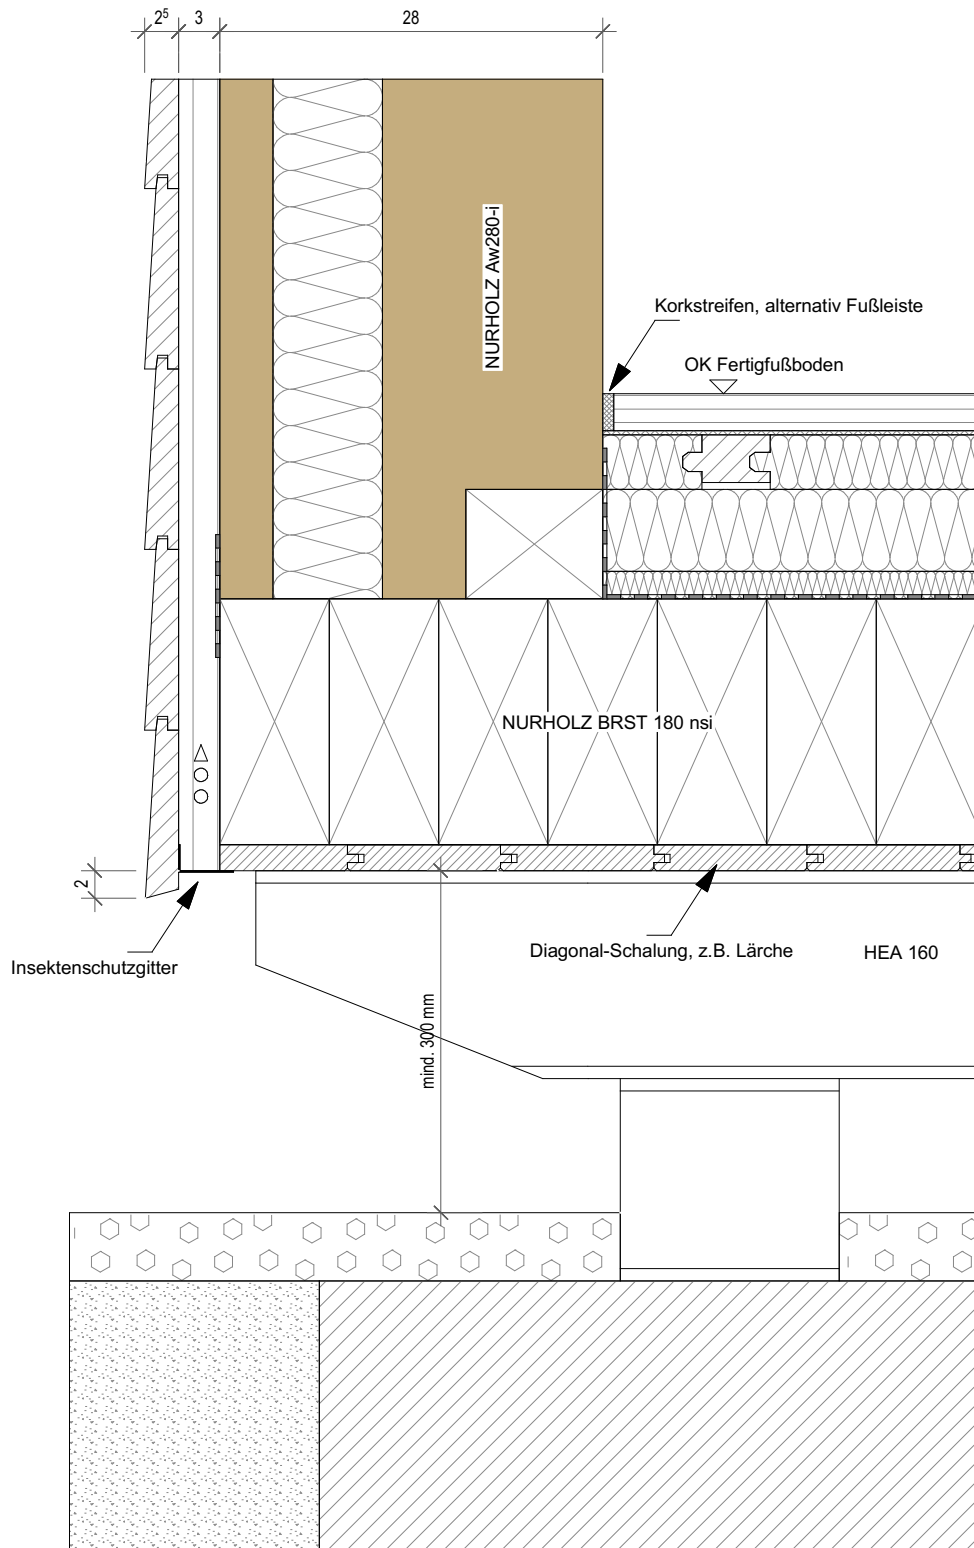 2⁵ 3 28
NURHOLZ Aw280-i
Korkstreifen, alternativ Fußleiste
OK Fertigfußboden
NURHOLZ BRST 180 nsi
2
Diagonal-Schalung, z.B. Lärche
HEA 160
Insektenschutzgitter
mind. 300 mm